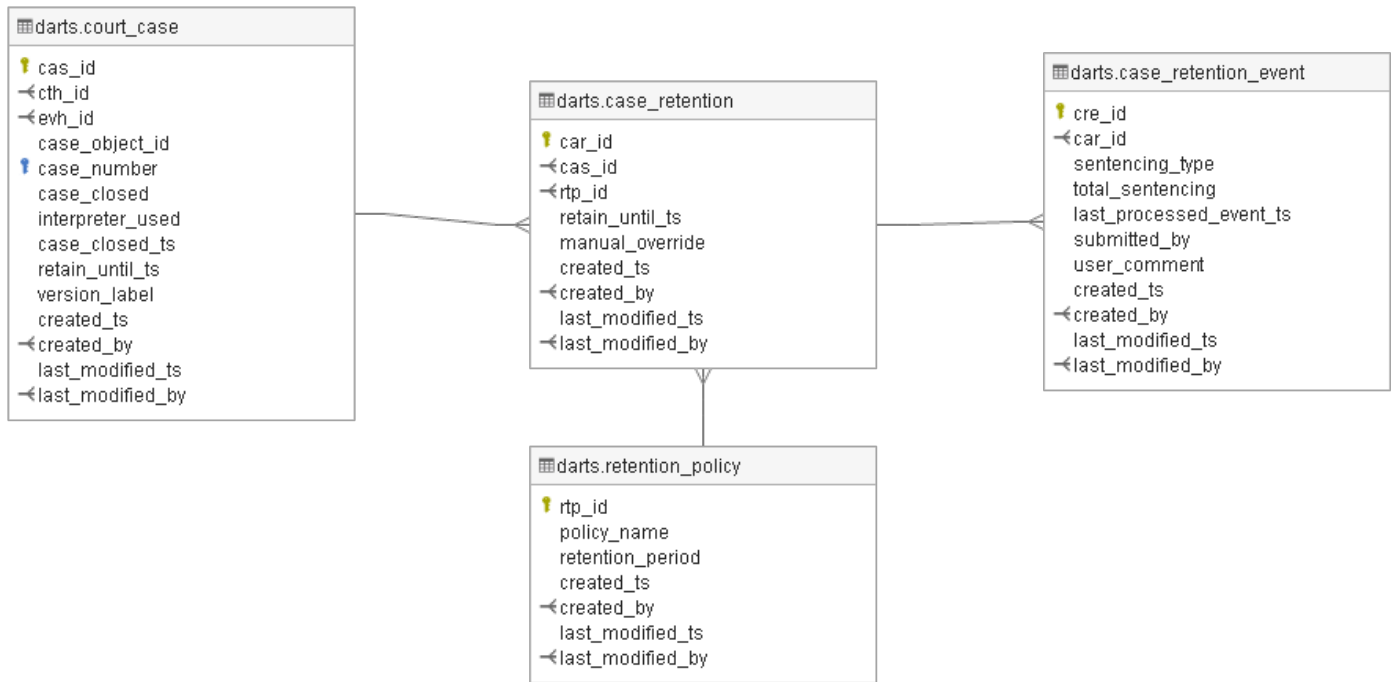 darts.court_case
cas_id
cth_id
evh_id
case_object_id
case_number
case_closed
interpreter_used
case_closed_ts
retain_until_ts
version_label
created_ts
created_by
last_modified_ts
last_modified_by
darts.case_retention
car_id
cas_id
rtp_id
retain_until_ts
manual_override
created_ts
created_by
last_modified_ts
last_modified_by
darts.case_retention_event
cre_id
car_id
sentencing_type
total_sentencing
last_processed_event_ts
submitted_by
user_comment
created_ts
created_by
last_modified_ts
last_modified_by
darts.retention_policy
rtp_id
policy_name
retention_period
created_ts
created_by
last_modified_ts
last_modified_by